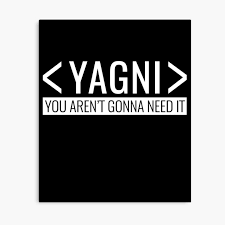 < YAGNI >
YOU AREN'T GONNA NEED IT